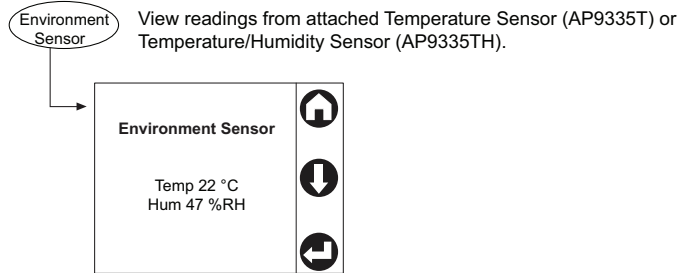 Environment
Sensor
View readings from attached Temperature Sensor (AP9335T) or
Temperature/Humidity Sensor (AP9335TH).
Environment Sensor
Temp 22 °C
Hum 47 %RH